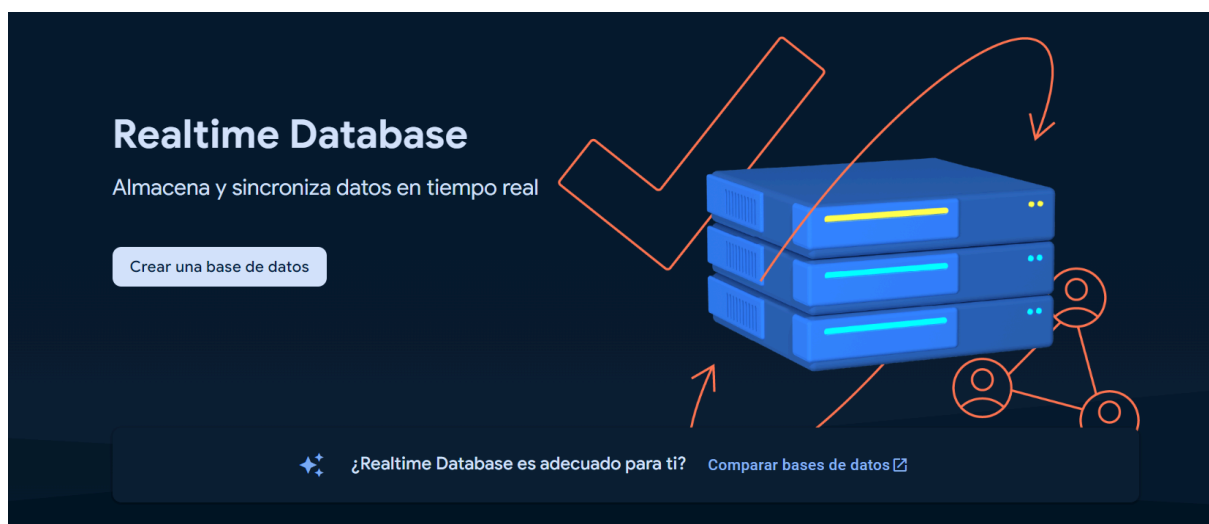 Realtime Database
Almacena y sincroniza datos en tiempo real
Crear una base de datos
¿Realtime Database es adecuado para ti? Comparar bases de datos